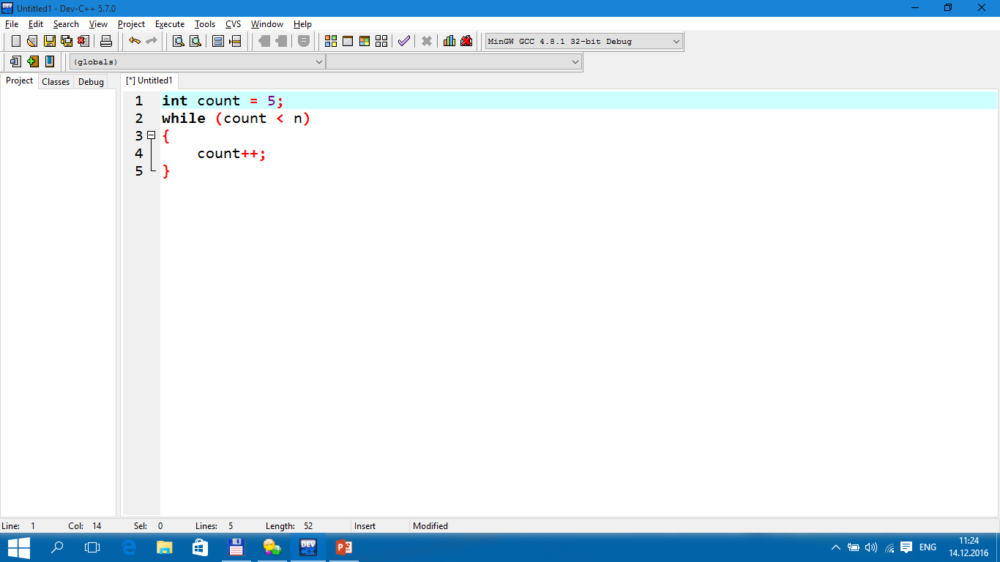 Untitled1 - Dev-C++ 5.7.0
File Edit Search View Project Execute Tools CVS Window Help
MinGW GCC 4.8.1 32-bit Debug
(globals)
Project Classes Debug [*] Untitled1
1 int count = 5;
2 while (count < n)
3 {
4 count++;
5 }
Line: 1 Col: 14 Sel: 0 Lines: 5 Length: 52 Insert Modified
DEV C++ P ENG 11:24
14.12.2016